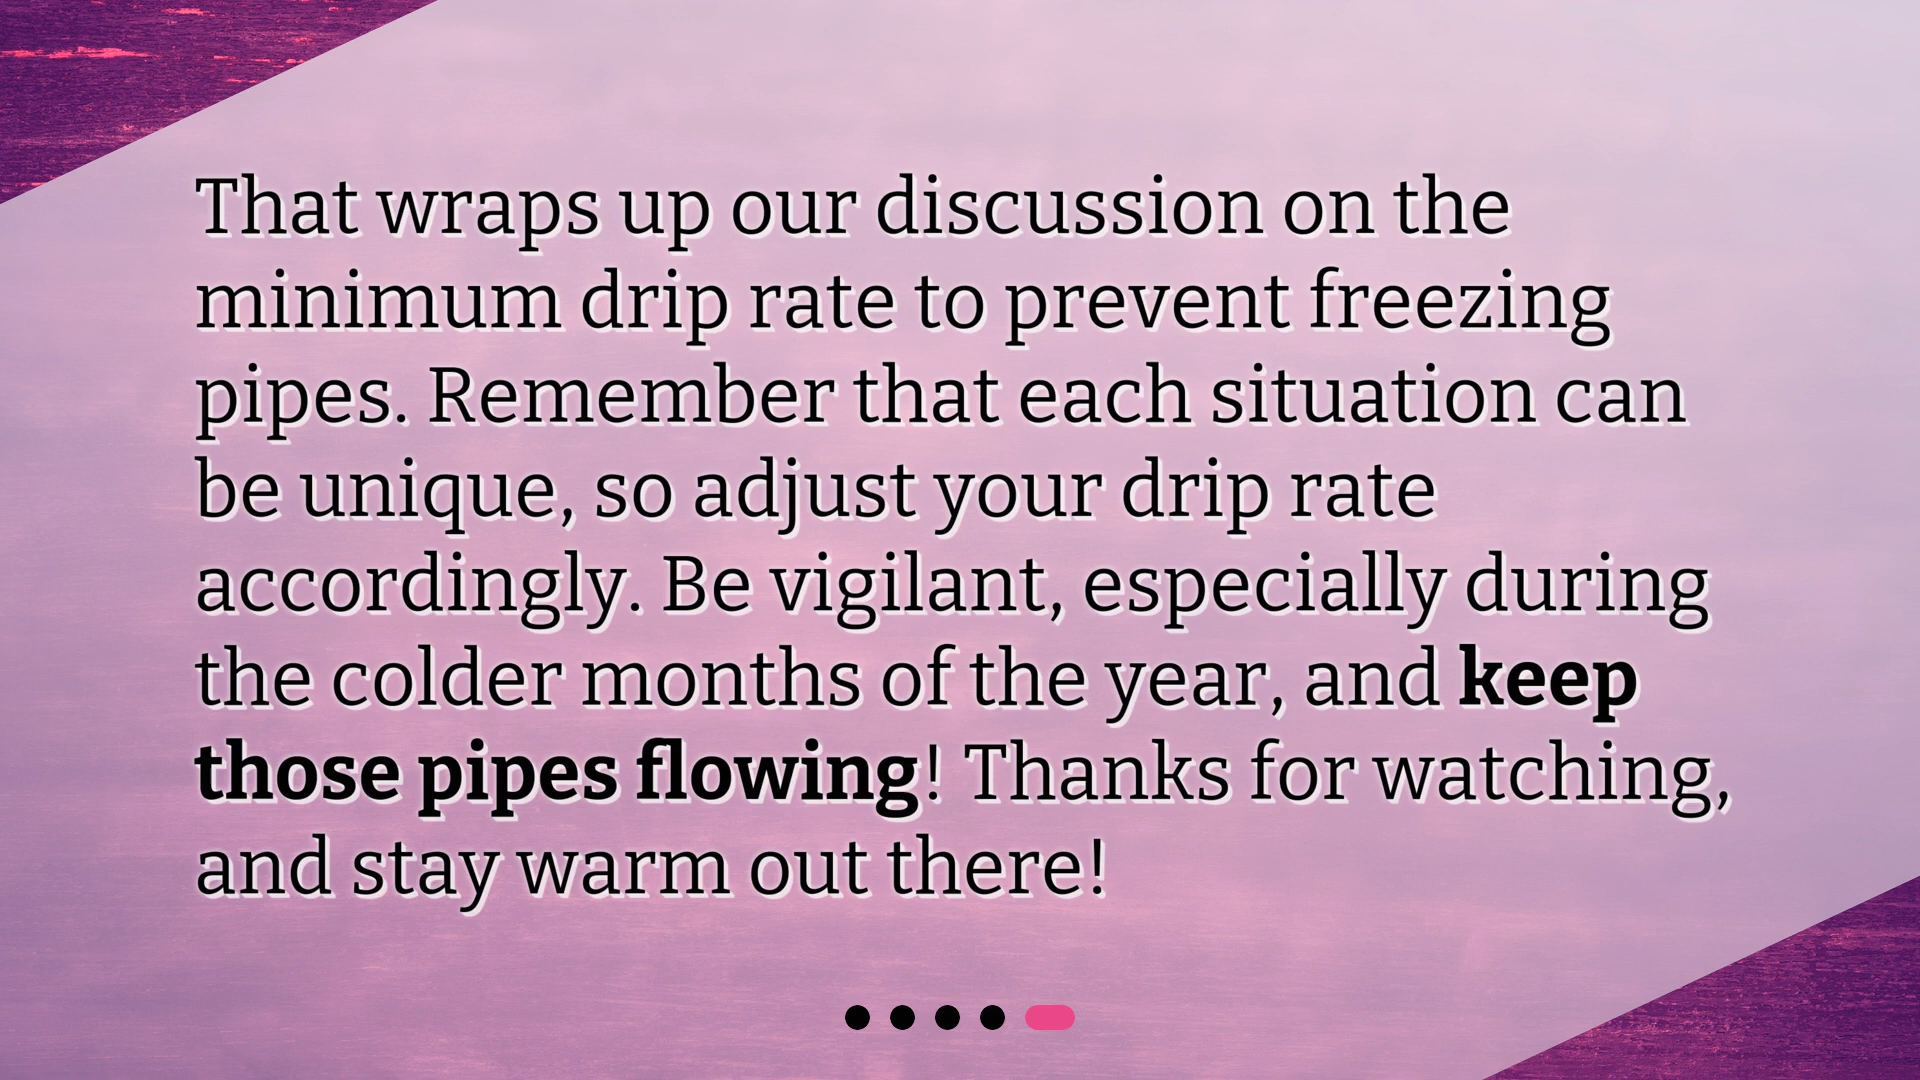 That wraps up our discussion on the
minimum drip rate to prevent freezing
pipes. Remember that each situation can
be unique, so adjust your drip rate
accordingly. Be vigilant, especially during
the colder months of the year, and keep
those pipes flowing! Thanks for watching,
and stay warm out there!